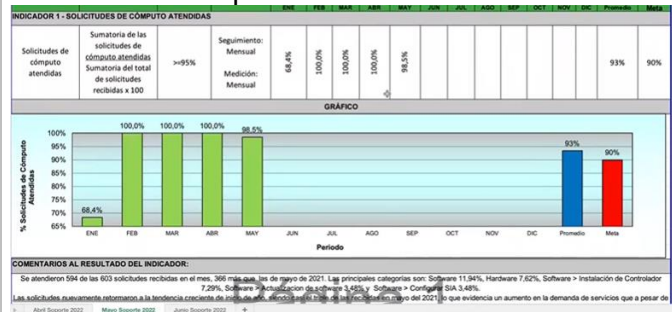 ENE FEB MAR ABR MAY JUN JUL AGO SEP OCT NOV DIC Promedio Meta
INDICADOR 1 - SOLICITUDES DE CÓMPUTO ATENDIDAS
Solicitudes de
cómputo
atendidas
Sumatoria de las
solicitudes de
cómputo atendidas
Sumatoria del total
de solicitudes
recibidas x 100
>=95%
Seguimiento:
Mensual
Medición:
Mensual
68,4%
100,0%
100,0%
100,0%
98,5%
93%
90%
GRÁFICO
% Solicitudes de Cómputo
Atendidas
100%
95%
90%
85%
80%
75%
70%
65%
68,4%
100,0%
100,0%
100,0%
98,5%
93%
90%
ENE FEB MAR ABR MAY JUN JUL AGO SEP OCT NOV DIC Promedio Meta
Periodo
COMENTARIOS AL RESULTADO DEL INDICADOR:
Se atendieron 594 de las 603 solicitudes recibidas en el mes, 366 más que las de mayo de 2021. Las principales categorías son: Software 11,94%, Hardware 7,62%, Software > Instalación de Controlador
7,29%, Software > Actualizacion de software 3,48% y Software > Configurar SIA 3,48%.
Las solicitudes nuevamente retormaron a la tendencia creciente de inicio de año, siendo casi el triple de las recibidas en mayo del 2021, lo que evidencia un aumento en la demanda de servicios que a pesar de
Página 1
Abril Soporte 2022 Mayo Soporte 2022 Junio Soporte 2022 +